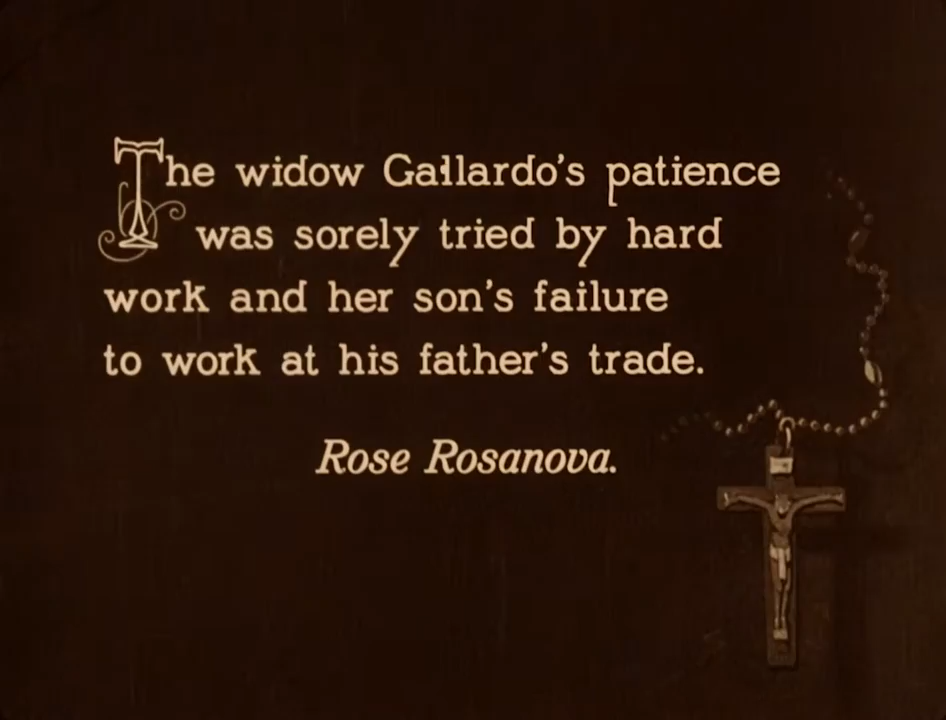 The widow Gallardo's patience
was sorely tried by hard
work and her son's failure
to work at his father's trade.
Rose Rosanova.